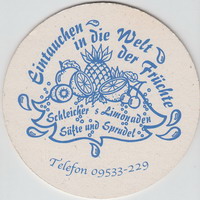 Eintauchen
in die Welt
der Früchte
Schleicher's Limonaden
Säfte und Sprudel
Telefon 09533-229